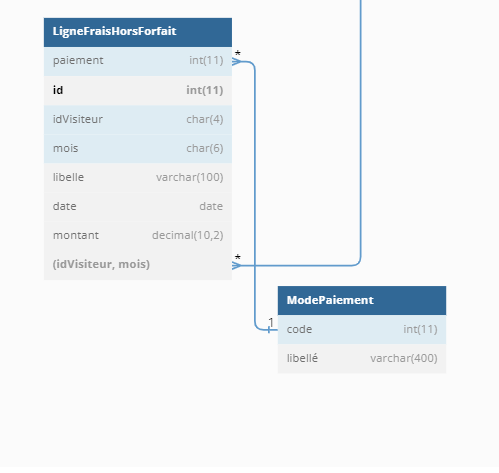 LigneFraisHorsForfait
paiement int(11)
*
id int(11)
idVisiteur char(4)
mois char(6)
libelle varchar(100)
date date
montant decimal(10,2)
(idVisiteur, mois)
*
ModePaiement
1
code int(11)
libellé varchar(400)